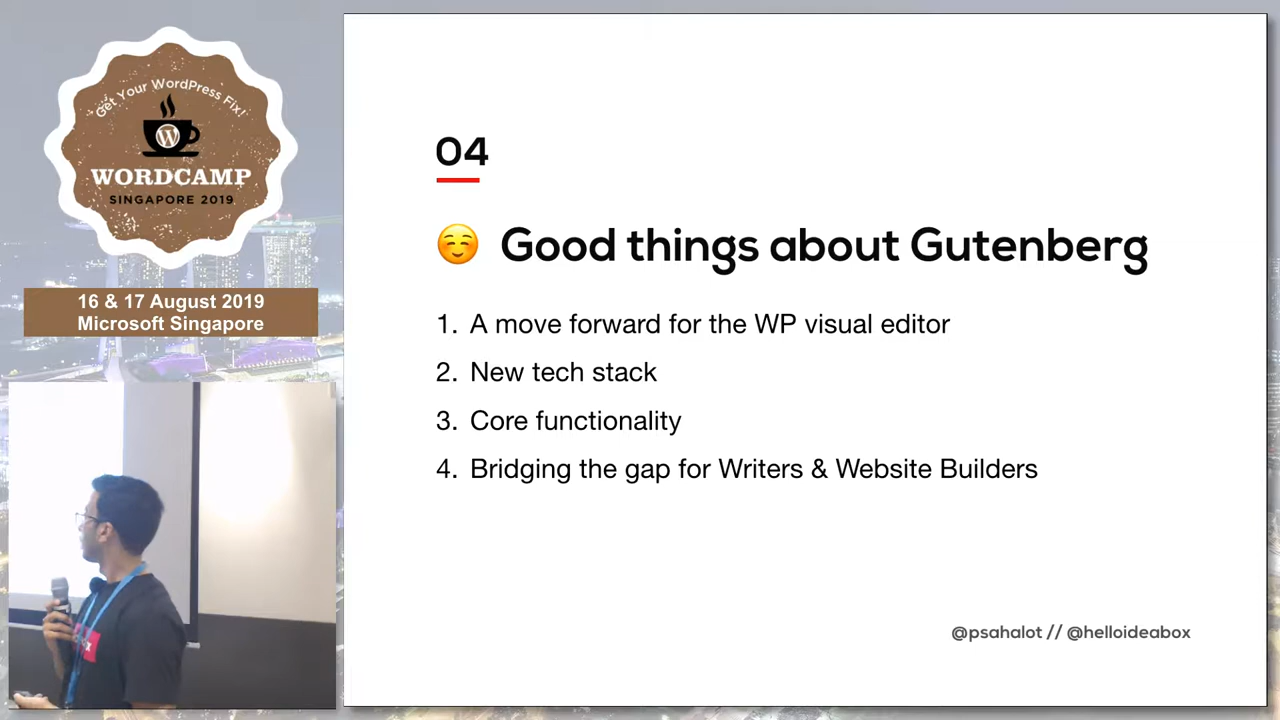 Get Your WordPress Fix!
WORDCAMP
SINGAPORE 2019
16 & 17 August 2019
Microsoft Singapore
04
☺️ Good things about Gutenberg
1. A move forward for the WP visual editor
2. New tech stack
3. Core functionality
4. Bridging the gap for Writers & Website Builders
@psahalot // @helloideabox